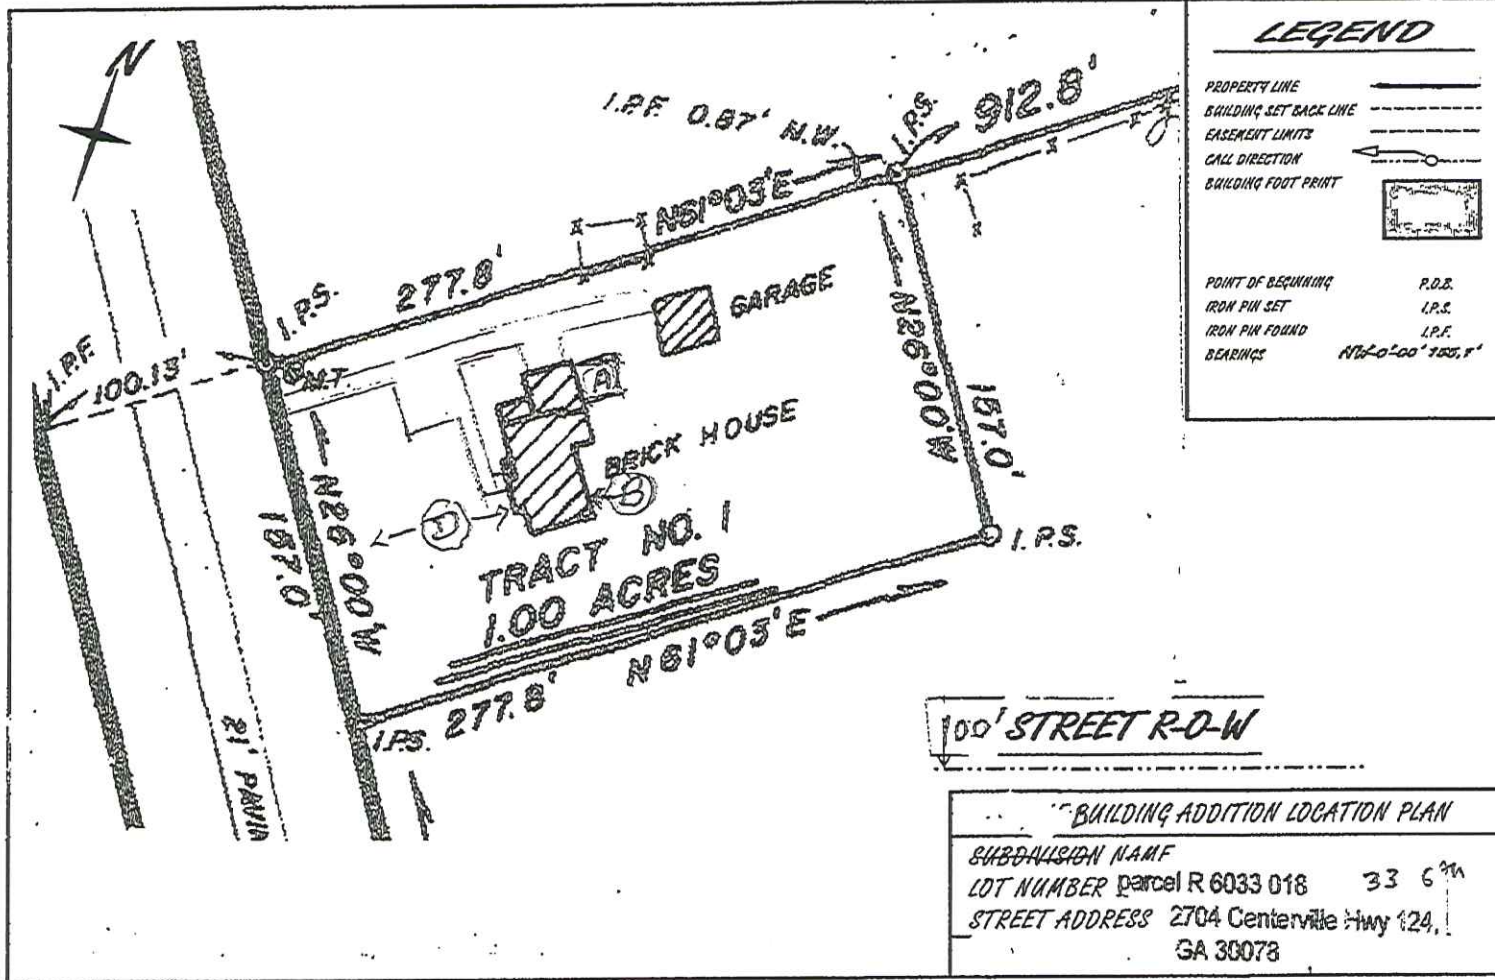 N
I.P.F. 0.87' N.W.
I.P.S.
912.8'
N61°03'E
277.8'
I.P.S.
I.P.F.
100.13'
M.T.
GARAGE
A
BRICK HOUSE
B
D
N26°00'W
157.0'
N26°00'W
157.0'
TRACT NO. 1
1.00 ACRES
I.P.S.
N61°03'E
277.8'
I.P.S.
21'
LEGEND
PROPERTY LINE
BUILDING SET BACK LINE
EASEMENT LIMITS
CALL DIRECTION
BUILDING FOOT PRINT
POINT OF BEGINNING P.O.B.
IRON PIN SET I.P.S.
IRON PIN FOUND I.P.F.
BEARINGS
100' STREET R-O-W
BUILDING ADDITION LOCATION PLAN
SUBDIVISION NAME
LOT NUMBER parcel R 6033 018 33 6th
STREET ADDRESS 2704 Centerville Hwy 124,
GA 30078